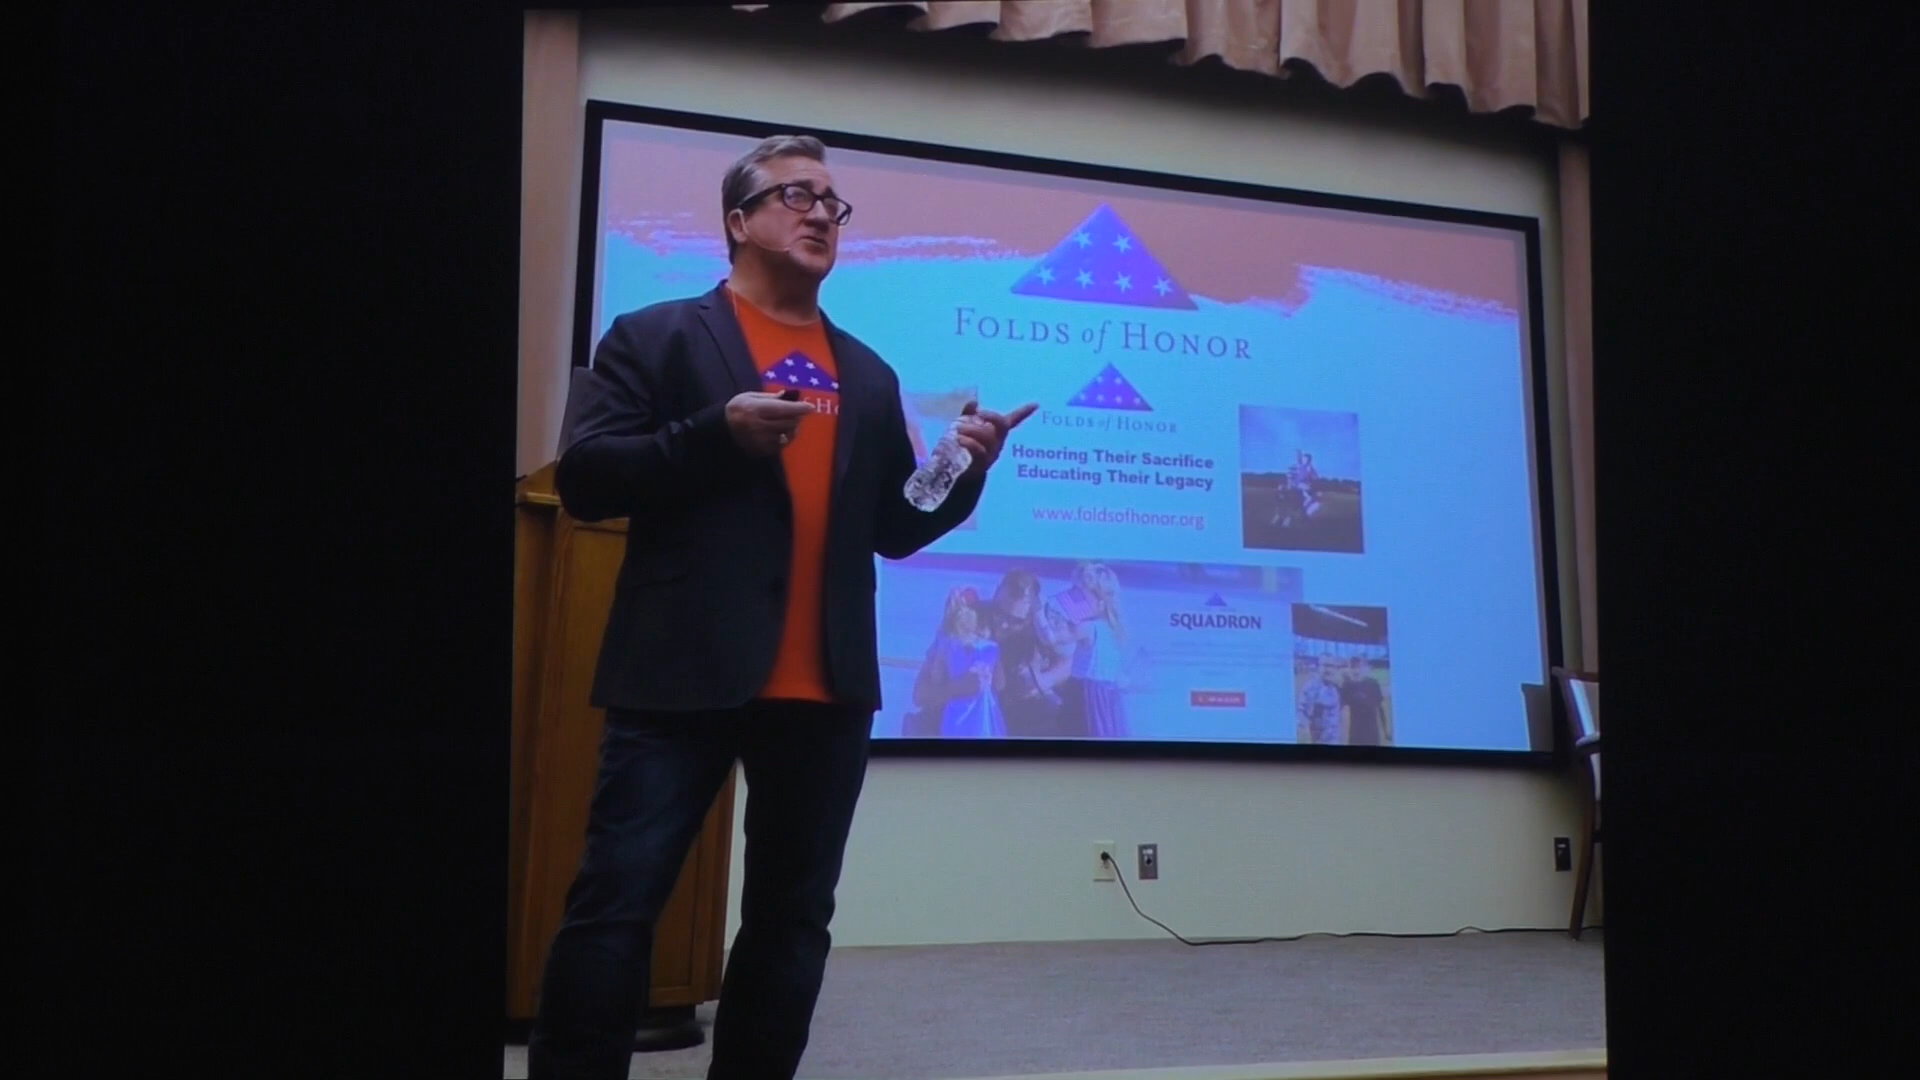 FOLDS of HONOR
FOLDS of HONOR
Honoring Their Sacrifice
Educating Their Legacy
www.foldsofhonor.org
SQUADRON